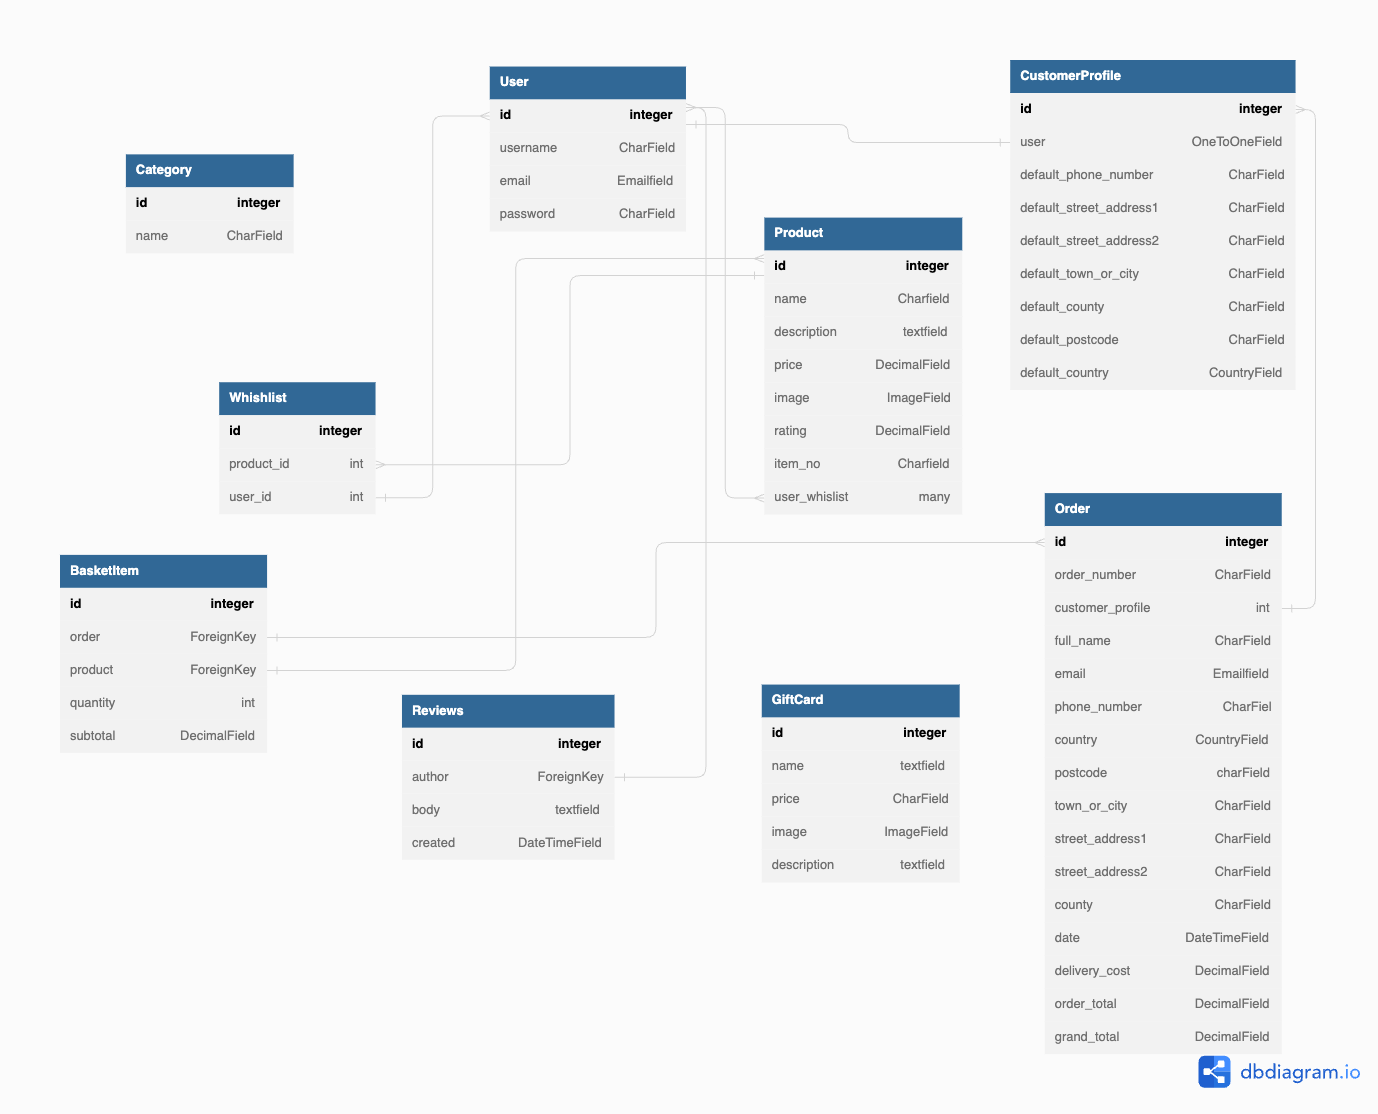 User
id integer
username CharField
email Emailfield
password CharField
CustomerProfile
id integer
user OneToOneField
default_phone_number CharField
default_street_address1 CharField
default_street_address2 CharField
default_town_or_city CharField
default_county CharField
default_postcode CharField
default_country CountryField
Category
id integer
name CharField
Product
id integer
name Charfield
description textfield
price DecimalField
image ImageField
rating DecimalField
item_no Charfield
user_whislist many
Whishlist
id integer
product_id int
user_id int
Order
id integer
order_number CharField
customer_profile int
full_name CharField
email Emailfield
phone_number CharFiel
country CountryField
postcode charField
town_or_city CharField
street_address1 CharField
street_address2 CharField
county CharField
date DateTimeField
delivery_cost DecimalField
order_total DecimalField
grand_total DecimalField
BasketItem
id integer
order ForeignKey
product ForeignKey
quantity int
subtotal DecimalField
Reviews
id integer
author ForeignKey
body textfield
created DateTimeField
GiftCard
id integer
name textfield
price CharField
image ImageField
description textfield
dbdiagram.io